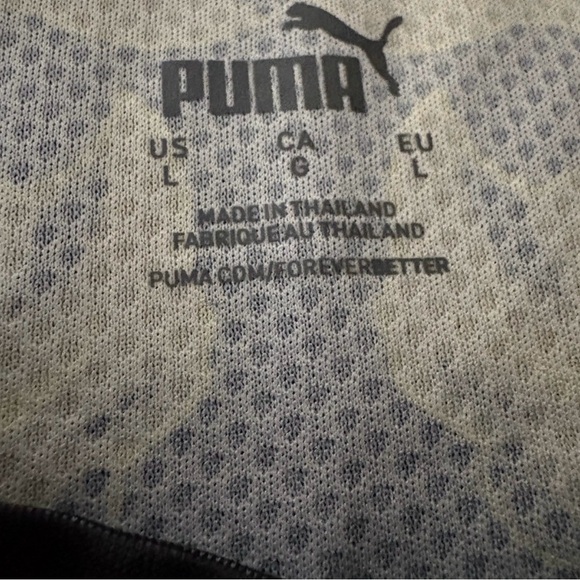 PUMA
US CA EU
L G L
MADE IN THAILAND
FABRIQUE AU THAILAND
PUMA.COM/FOREVERBETTER